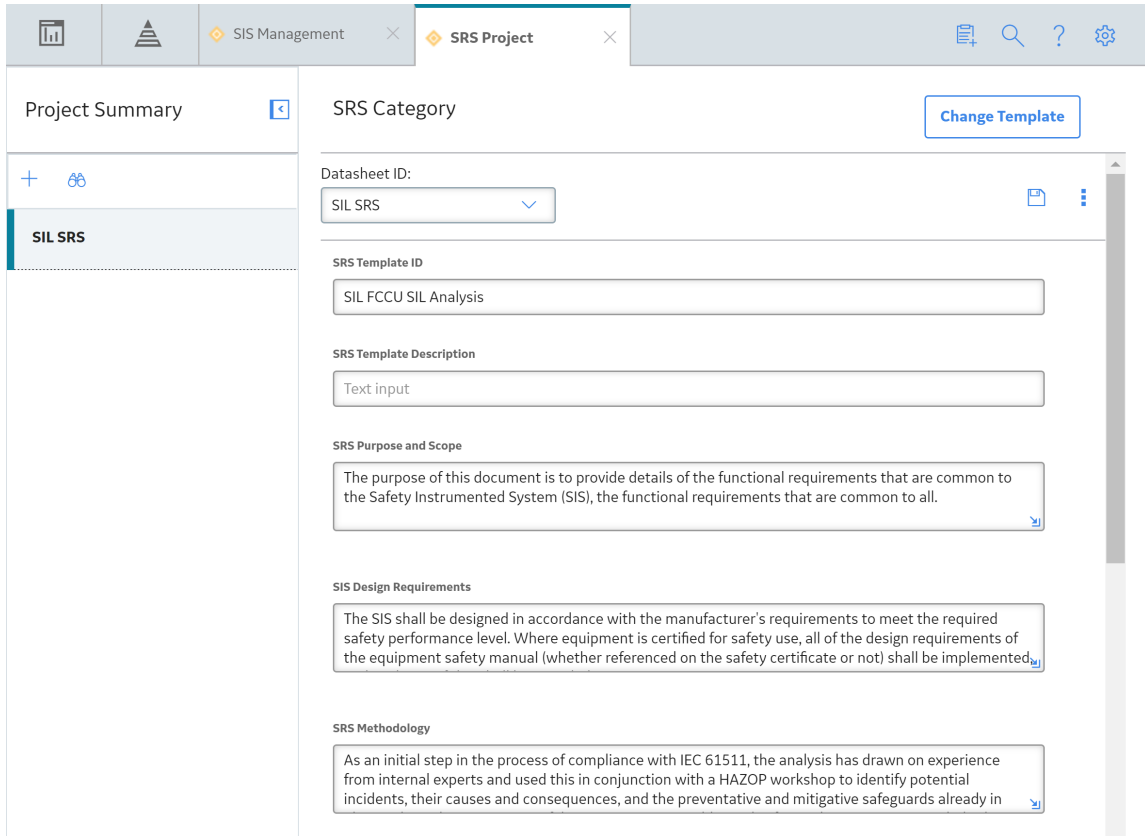 SIS Management
SRS Project
Project Summary
SIL SRS
SRS Category
Change Template
Datasheet ID:
SIL SRS
SRS Template ID
SIL FCCU SIL Analysis
SRS Template Description
Text input
SRS Purpose and Scope
The purpose of this document is to provide details of the functional requirements that are common to
the Safety Instrumented System (SIS), the functional requirements that are common to all.
SIS Design Requirements
The SIS shall be designed in accordance with the manufacturer's requirements to meet the required
safety performance level. Where equipment is certified for safety use, all of the design requirements of
the equipment safety manual (whether referenced on the safety certificate or not) shall be implemented
SRS Methodology
As an initial step in the process of compliance with IEC 61511, the analysis has drawn on experience
from internal experts and used this in conjunction with a HAZOP workshop to identify potential
incidents, their causes and consequences, and the preventative and mitigative safeguards already in